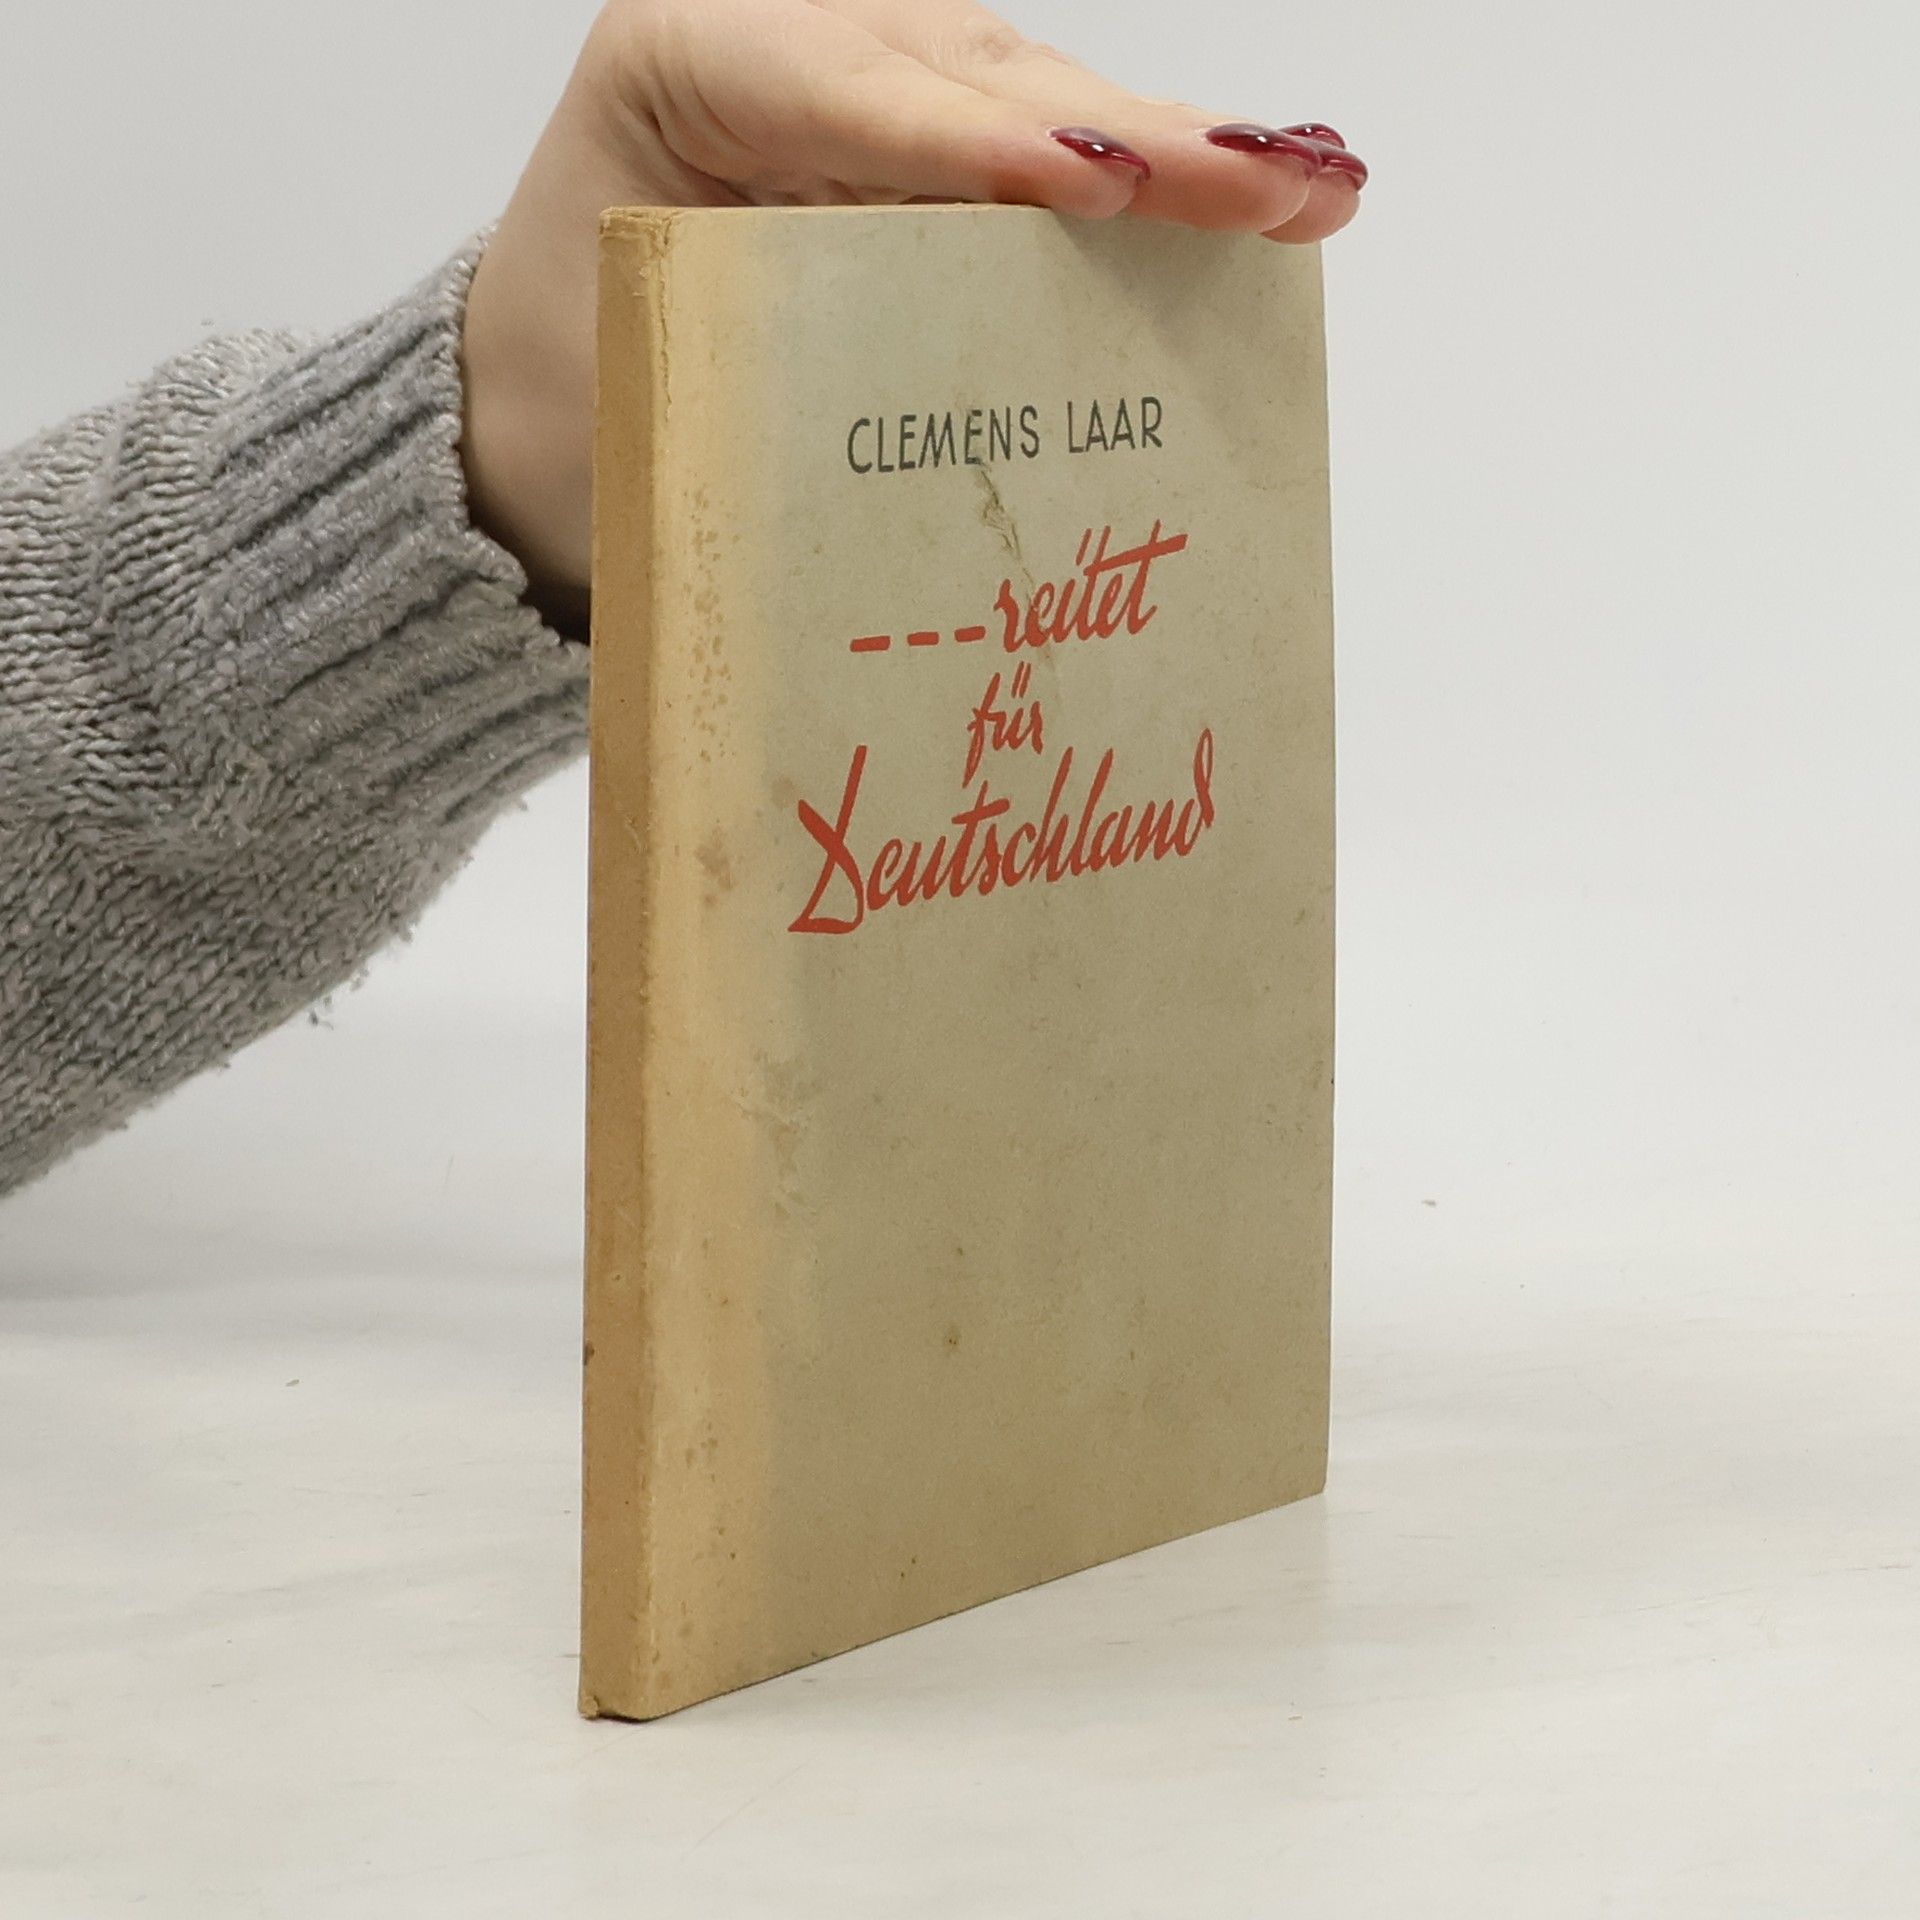 CLEMENS LAAR
---reitet
für
Deutschland